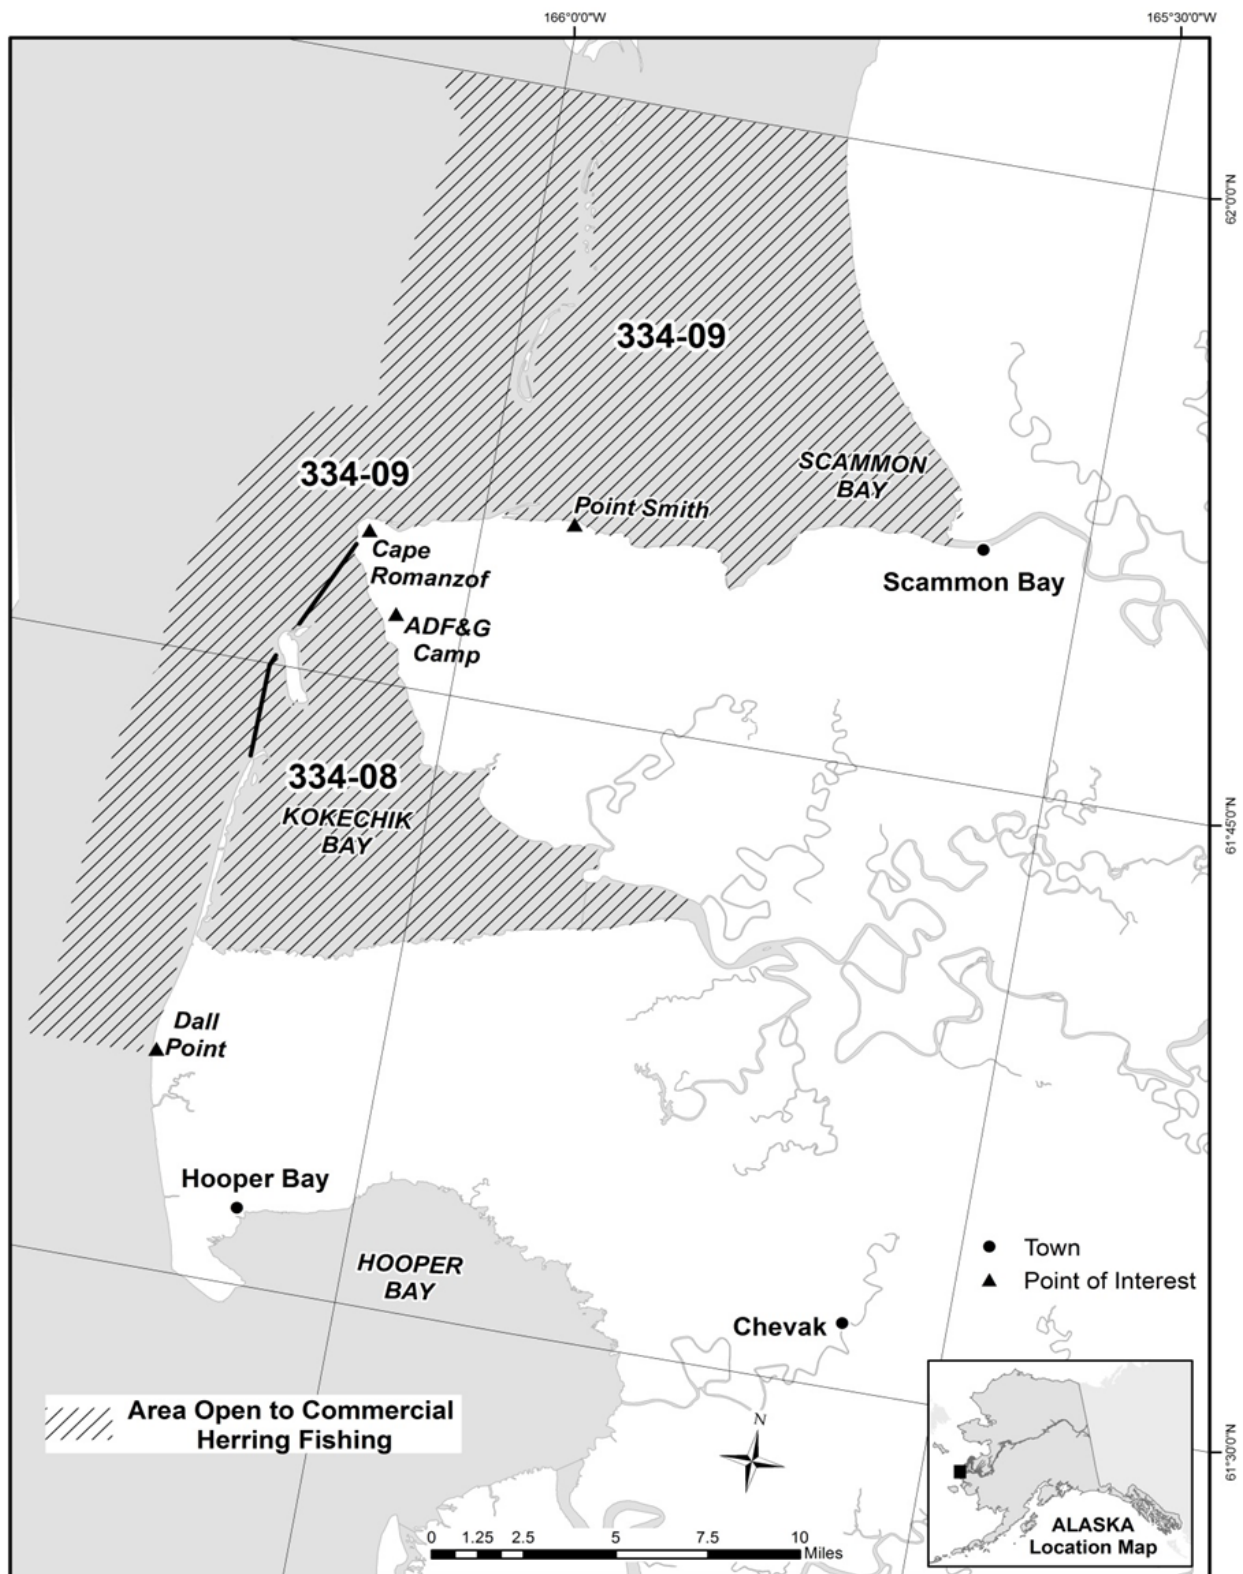 166°0'0"W
165°30'0"W
62°0'0"N
334-09
SCAMMON
BAY
334-09
Point Smith
Cape
Romanzof
Scammon Bay
ADF&G
Camp
334-08
KOKECHIK
BAY
61°45'0"N
Dall
Point
Hooper Bay
HOOPER
BAY
Town
Point of Interest
Chevak
Area Open to Commercial
Herring Fishing
N
61°30'0"N
0 1.25 2.5 5 7.5 10
Miles
ALASKA
Location Map